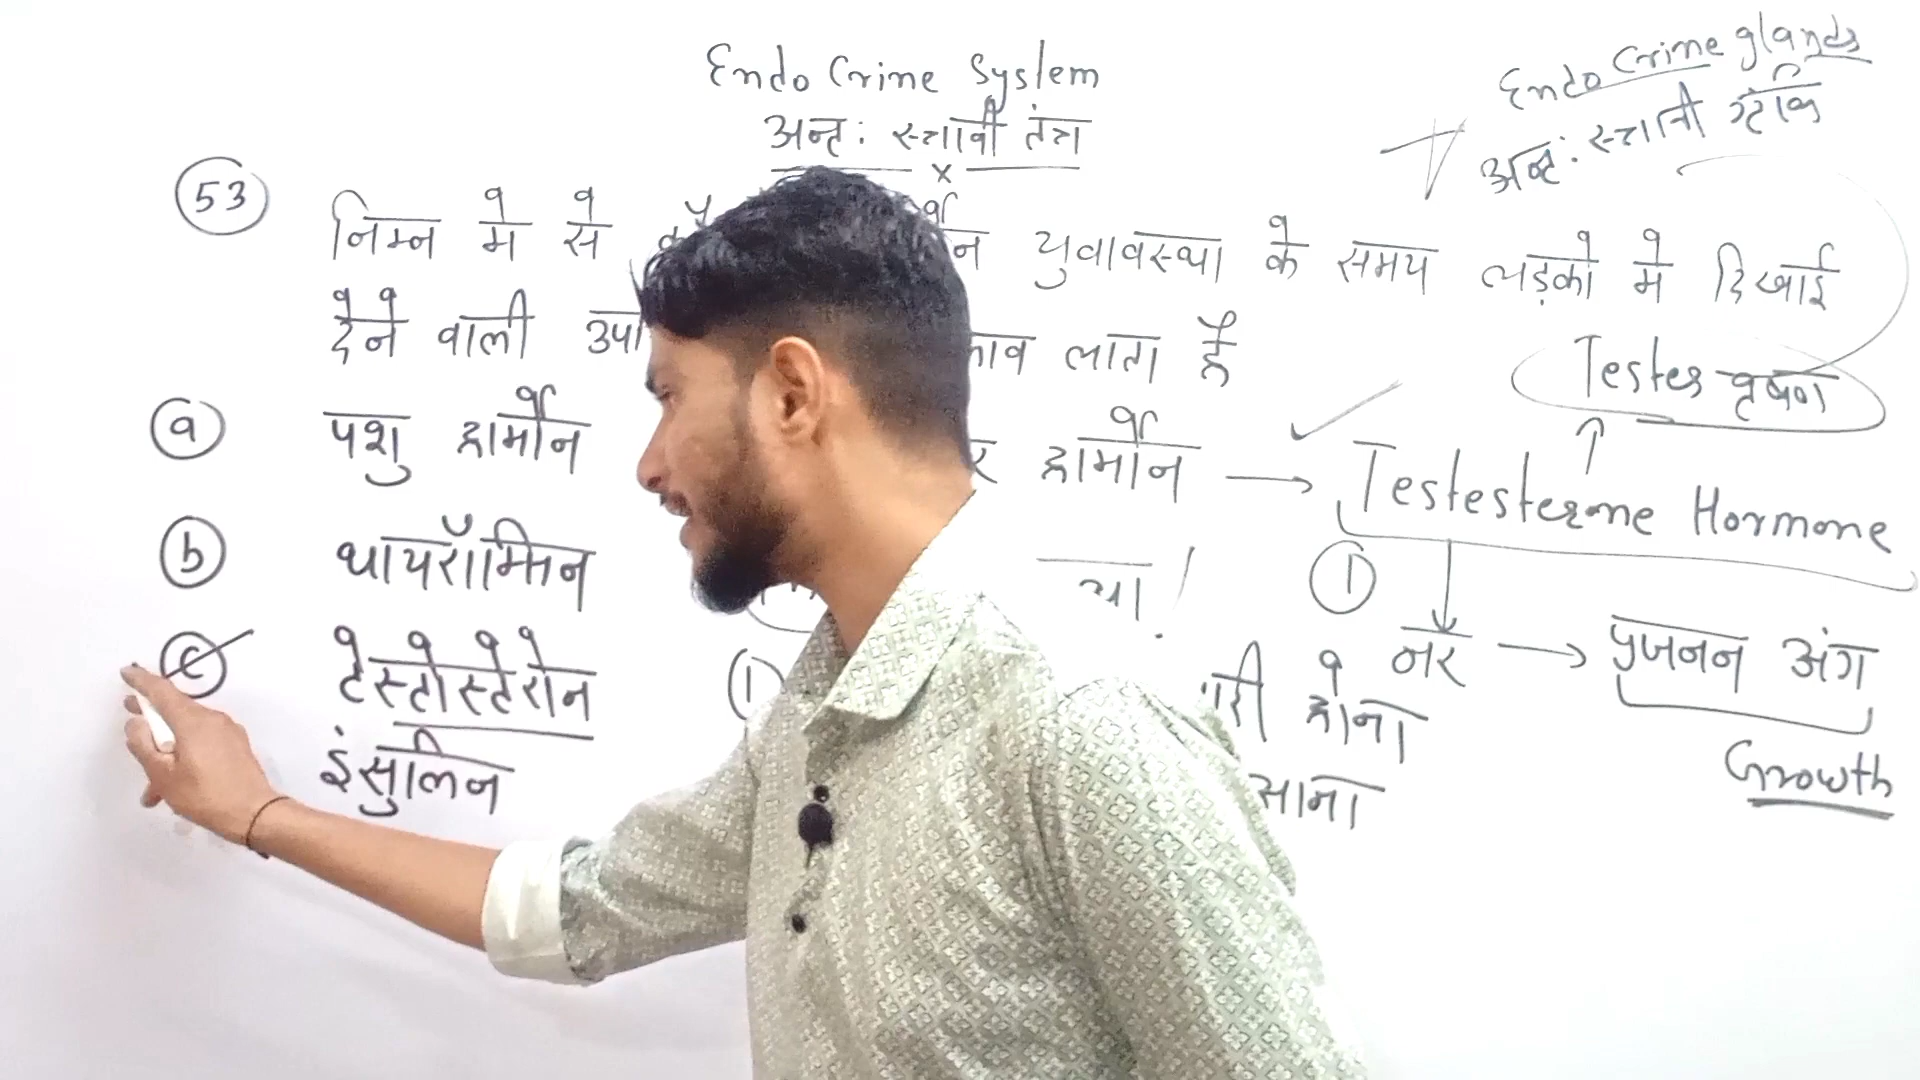 Endo Crime System
अन्त: स्त्रावी तंत्र
x
Endo Crime glands
अन्त: स्त्रावी
53
निम्न मे से युवावस्था के समय लड़को मे दिखाई
देने वाली लाता है
Testes वृषण
a पशु हार्मोन
र हार्मोन → Testesterone Hormone
b थायरॉक्सिन
था!
1
नर → प्रजनन अंग
Growth
c टेस्टोस्टेरोन
1
री होना
इंसुलिन
साना